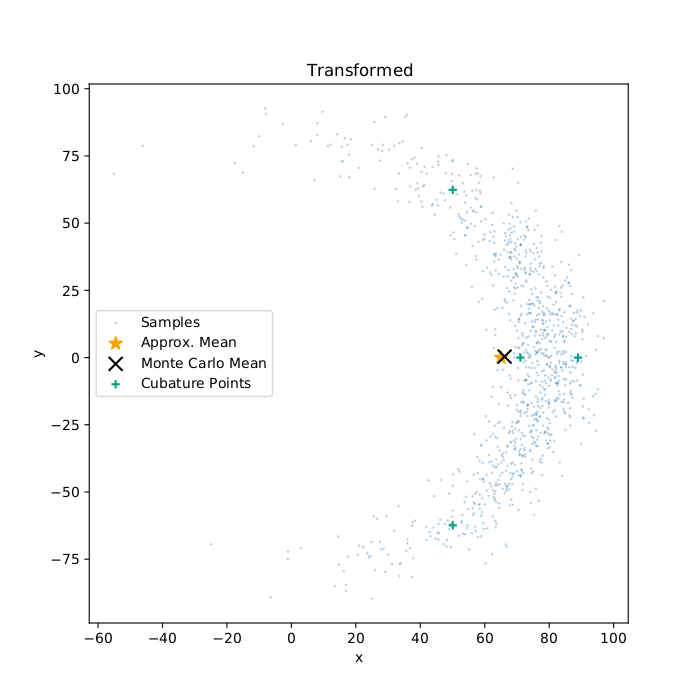 Transformed
100
75
50
25
0
−25
−50
−75
y
Samples
Approx. Mean
Monte Carlo Mean
Cubature Points
−60 −40 −20 0 20 40 60 80 100
x